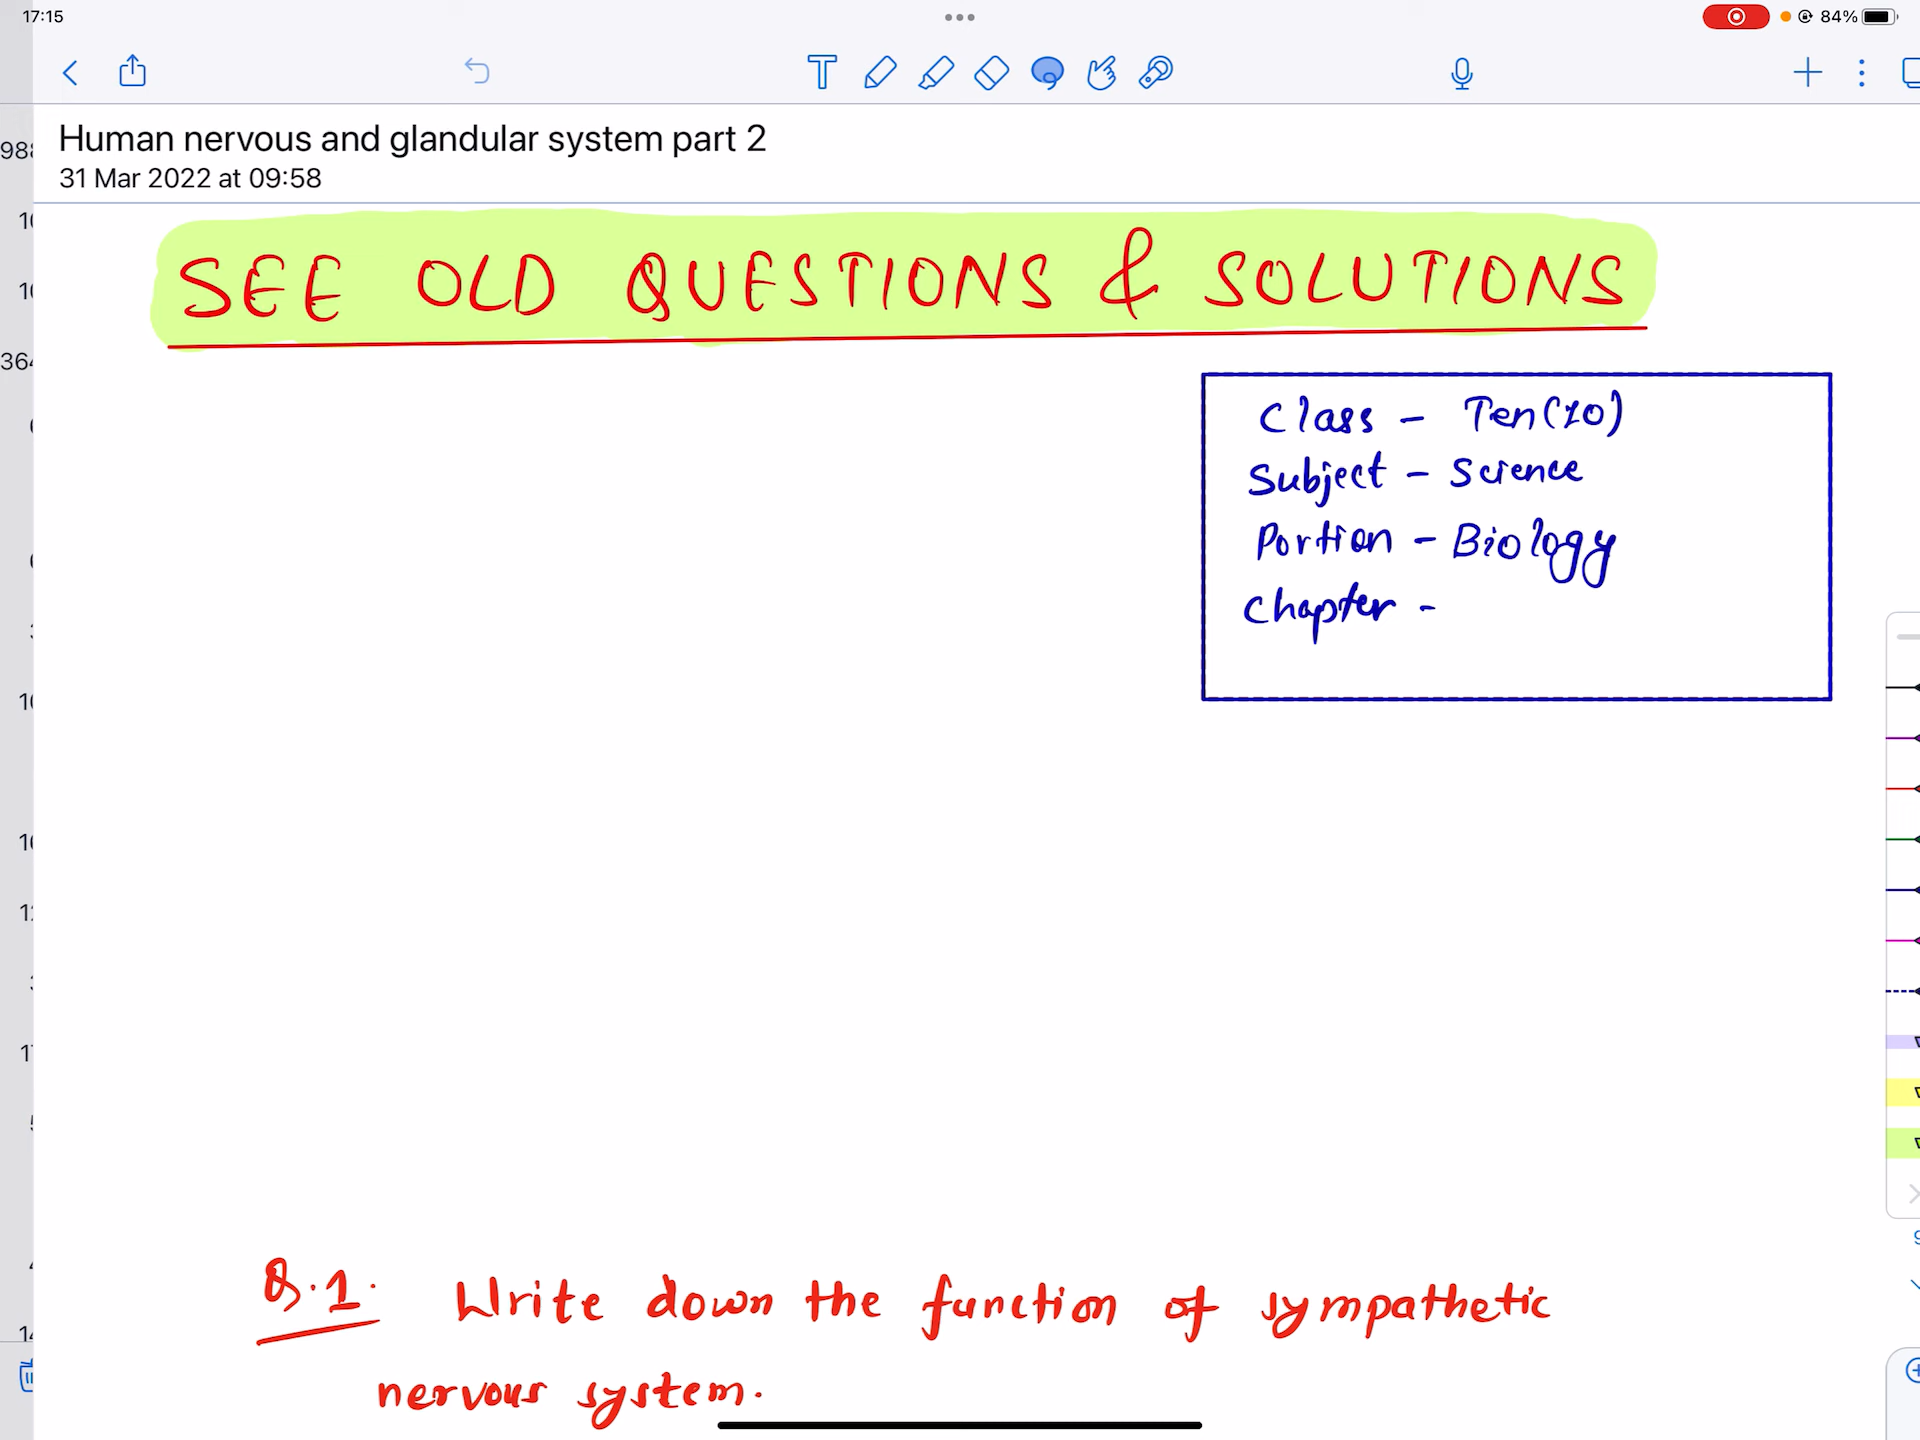 17:15
84%
Human nervous and glandular system part 2
31 Mar 2022 at 09:58
SEE OLD QUESTIONS & SOLUTIONS
Class - Ten(10)
Subject - Science
Portion - Biology
Chapter -
Q.1. Write down the function of sympathetic
nervous system.